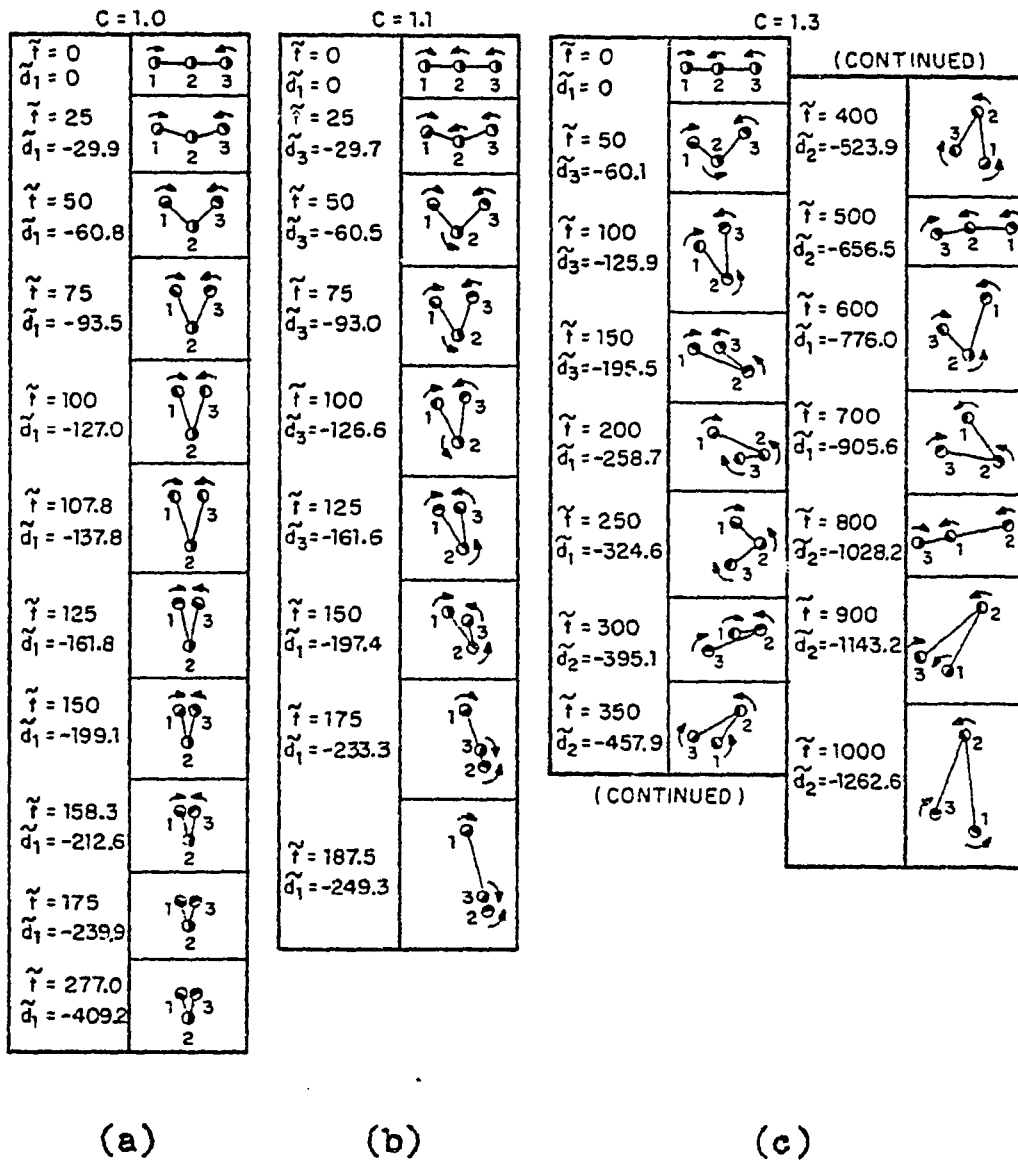 C = 1.0
t̃ = 0
d̃₁ = 0
1 2 3
t̃ = 25
d̃₁ = -29.9
1 2 3
t̃ = 50
d̃₁ = -60.8
1 2 3
t̃ = 75
d̃₁ = -93.5
1 2 3
t̃ = 100
d̃₁ = -127.0
1 2 3
t̃ = 107.8
d̃₁ = -137.8
1 2 3
t̃ = 125
d̃₁ = -161.8
1 2 3
t̃ = 150
d̃₁ = -199.1
1 2 3
t̃ = 158.3
d̃₁ = -212.6
1 2 3
t̃ = 175
d̃₁ = -239.9
1 2 3
t̃ = 277.0
d̃₁ = -409.2
1 2 3
(a)
C = 1.1
t̃ = 0
d̃₁ = 0
1 2 3
t̃ = 25
d̃₃ = -29.7
1 2 3
t̃ = 50
d̃₃ = -60.5
1 2 3
t̃ = 75
d̃₃ = -93.0
1 2 3
t̃ = 100
d̃₃ = -126.6
1 2 3
t̃ = 125
d̃₃ = -161.6
1 2 3
t̃ = 150
d̃₁ = -197.4
1 2 3
t̃ = 175
d̃₁ = -233.3
1 3 2
t̃ = 187.5
d̃₁ = -249.3
1 3 2
(b)
C = 1.3
t̃ = 0
d̃₁ = 0
1 2 3
t̃ = 50
d̃₃ = -60.1
1 2 3
t̃ = 100
d̃₃ = -125.9
1 2 3
t̃ = 150
d̃₃ = -195.5
1 3 2
t̃ = 200
d̃₁ = -258.7
1 2 3
t̃ = 250
d̃₁ = -324.6
1 2 3
t̃ = 300
d̃₂ = -395.1
1 2 3
t̃ = 350
d̃₂ = -457.9
2 3 1
(CONTINUED)
(CONTINUED)
t̃ = 400
d̃₂ = -523.9
2 3 1
t̃ = 500
d̃₂ = -656.5
3 2 1
t̃ = 600
d̃₁ = -776.0
1 3 2
t̃ = 700
d̃₁ = -905.6
1 3 2
t̃ = 800
d̃₂ = -1028.2
3 1 2
t̃ = 900
d̃₂ = -1143.2
2 3 1
t̃ = 1000
d̃₂ = -1262.6
2 3 1
(c)